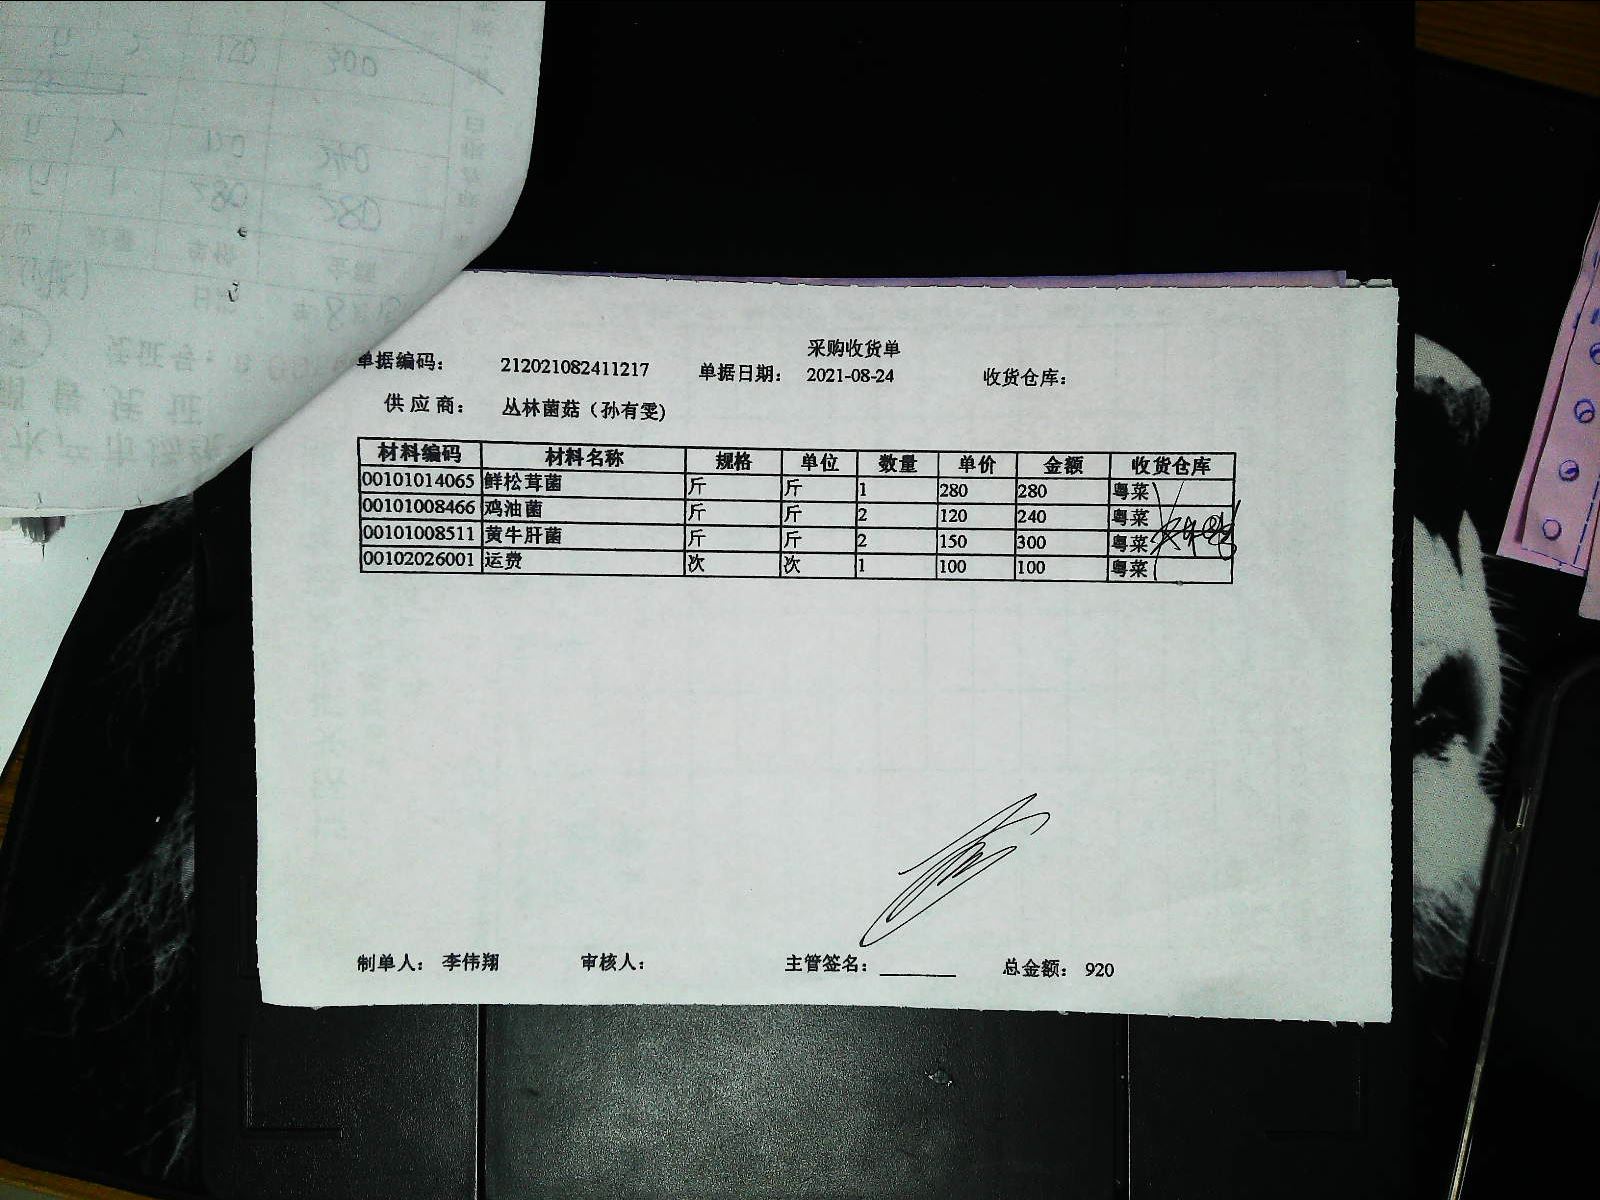 采购收货单
单据编码： 212021082411217 单据日期： 2021-08-24 收货仓库：
供应商： 丛林菌菇（孙有雯）
材料编码 材料名称 规格 单位 数量 单价 金额 收货仓库
00101014065 鲜松茸菌 斤 斤 1 280 280 粤菜
00101008466 鸡油菌 斤 斤 2 120 240 粤菜
00101008511 黄牛肝菌 斤 斤 2 150 300 粤菜
00102026001 运费 次 次 1 100 100 粤菜
制单人： 李伟翔 审核人： 主管签名： 总金额： 920